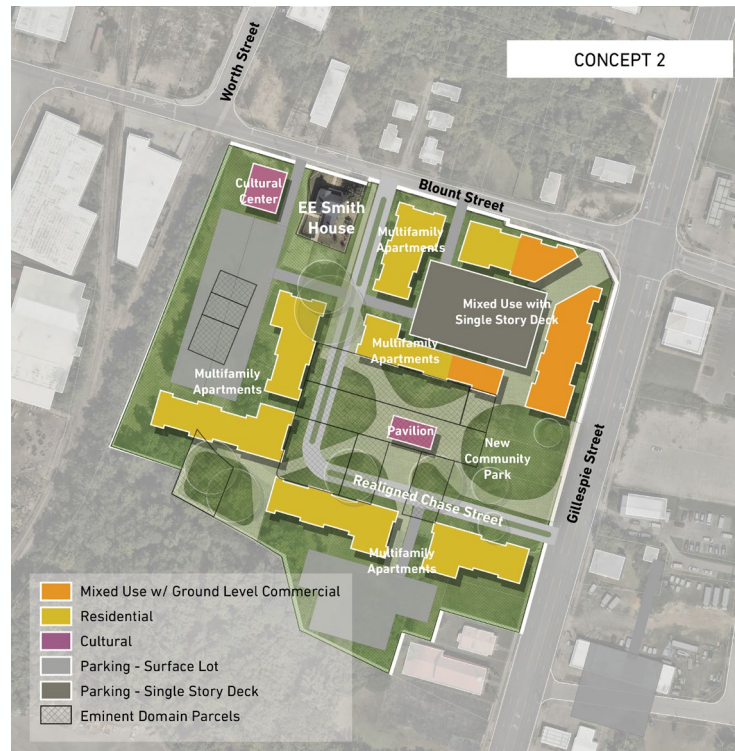 CONCEPT 2
Worth Street
Blount Street
Cultural
Center
EE Smith
House
Multifamily
Apartments
Mixed Use with
Single Story Deck
Multifamily
Apartments
Multifamily
Apartments
Pavilion
New
Community
Park
Gillespie Street
Realigned Chase Street
Multifamily
Apartments
Mixed Use w/ Ground Level Commercial
Residential
Cultural
Parking - Surface Lot
Parking - Single Story Deck
Eminent Domain Parcels